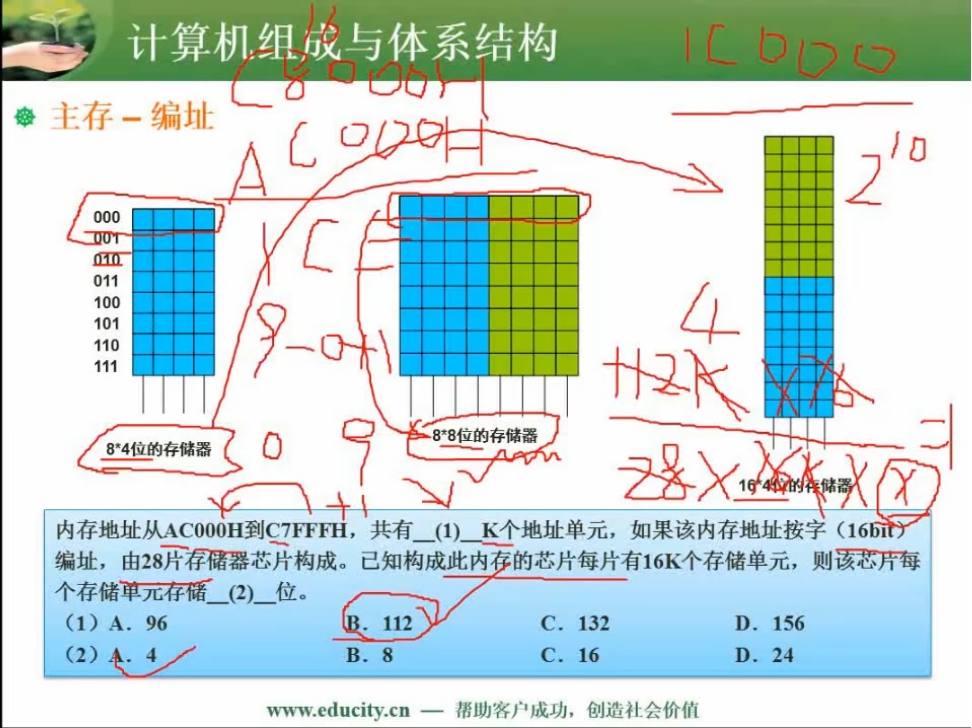 计算机组成与体系结构
16
C8000H
1C000
主存 – 编址
C000H
A
2^10
000
001
010
011
100
101
110
111
4
112K × 16
8*4位的存储器
8*8位的存储器
16*4位的存储器
28 × 16K × x
= 1
内存地址从AC000H到C7FFFH，共有__(1)__K个地址单元，如果该内存地址按字（16bit）
编址，由28片存储器芯片构成。已知构成此内存的芯片每片有16K个存储单元，则该芯片每
个存储单元存储__(2)__位。
（1）A．96 B．112 C．132 D．156
（2）A．4 B．8 C．16 D．24
www.educity.cn — 帮助客户成功，创造社会价值